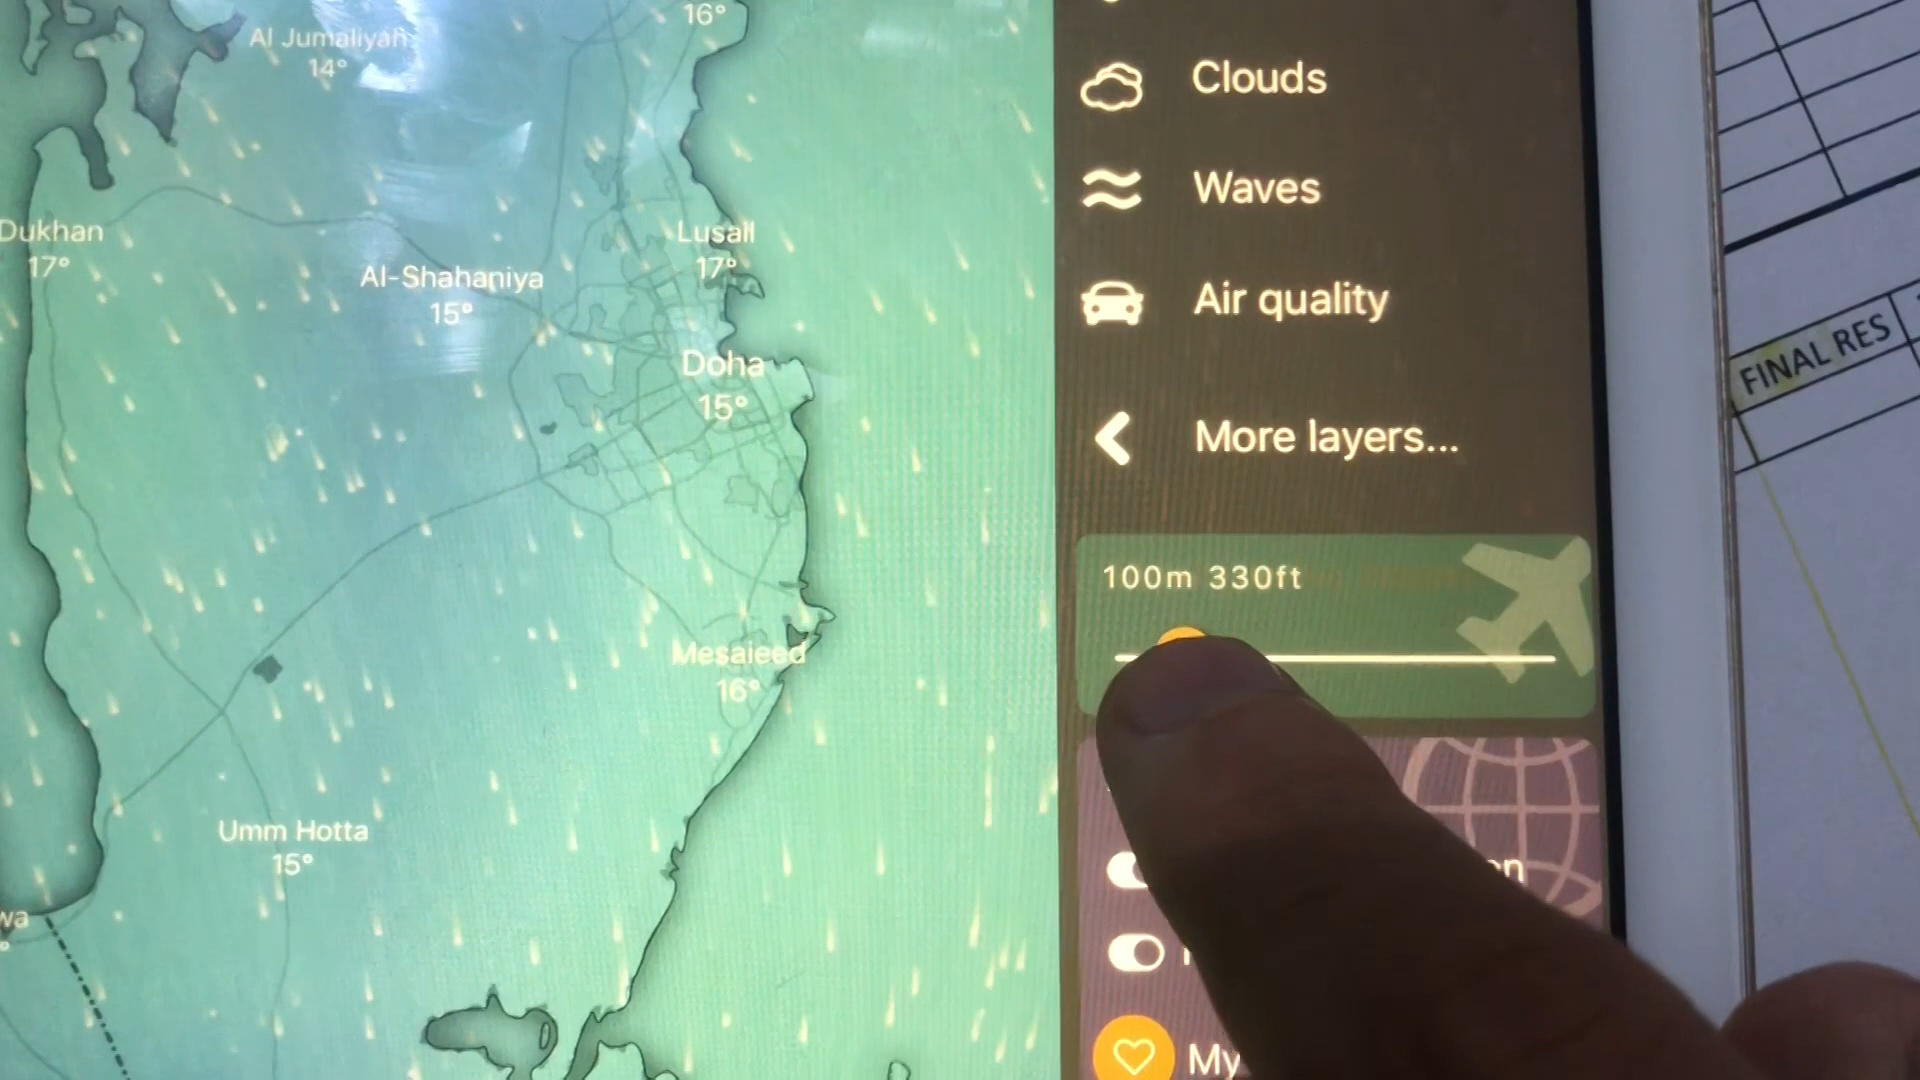 16°
Al Jumaliyah
14°
Dukhan
17°
Al-Shahaniya
15°
Lusail
17°
Doha
15°
Mesaieed
16°
Umm Hotta
15°
Clouds
Waves
Air quality
More layers...
100m 330ft
My
FINAL RES